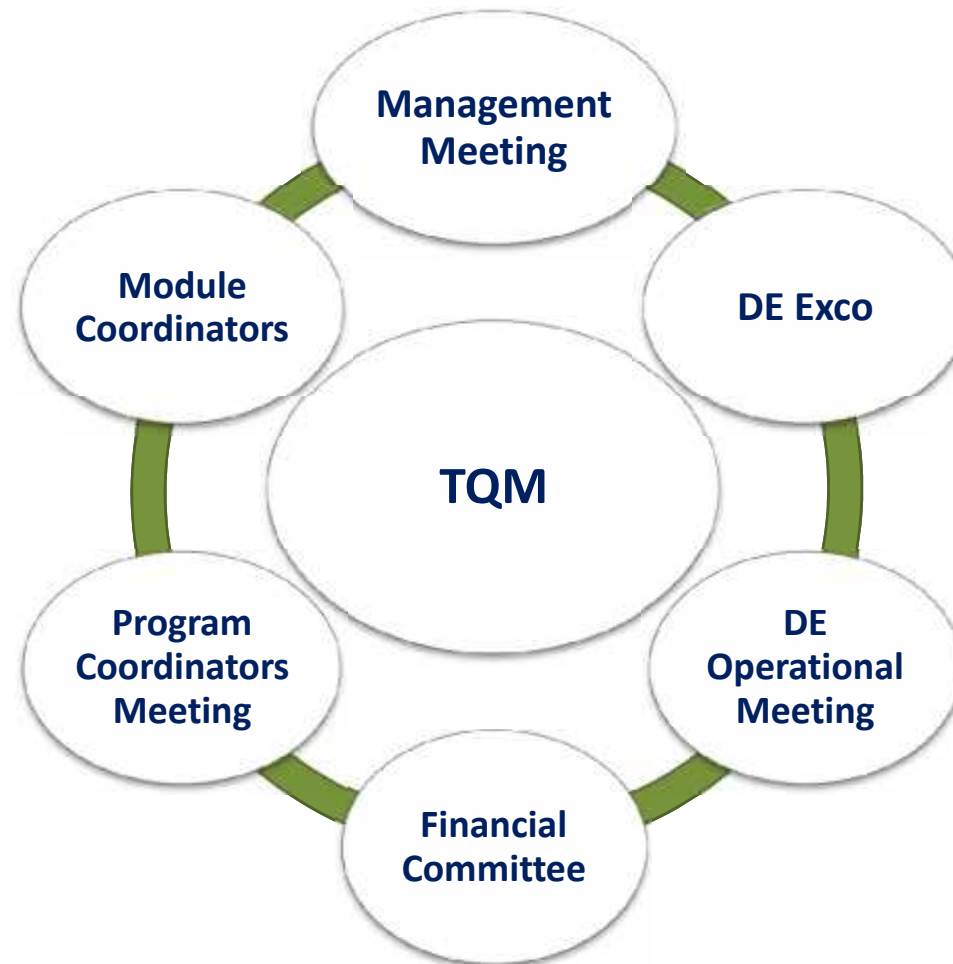 Management
Meeting
Module
Coordinators
DE Exco
TQM
Program
Coordinators
Meeting
DE
Operational
Meeting
Financial
Committee